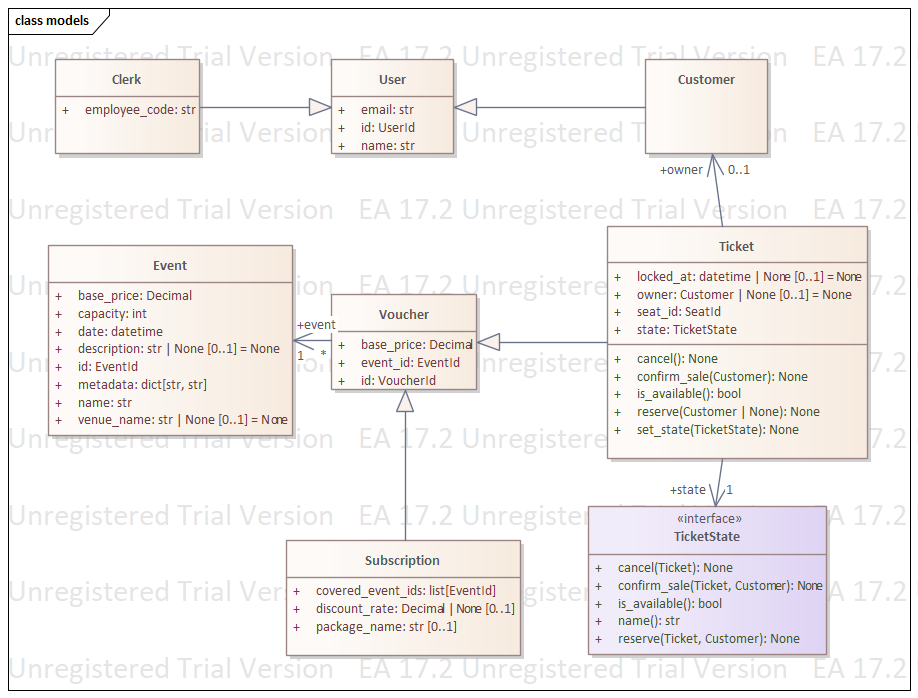 class models
Unregistered Trial Version EA 17.2 Unregistered Trial Version EA 17.2
Clerk
+ employee_code: str
User
+ email: str
+ id: UserId
+ name: str
Customer
+owner 0..1
Event
+ base_price: Decimal
+ capacity: int
+ date: datetime
+ description: str | None [0..1] = None
+ id: EventId
+ metadata: dict[str, str]
+ name: str
+ venue_name: str | None [0..1] = None
+event
1 *
Voucher
+ base_price: Decimal
+ event_id: EventId
+ id: VoucherId
Ticket
+ locked_at: datetime | None [0..1] = None
+ owner: Customer | None [0..1] = None
+ seat_id: SeatId
+ state: TicketState
+ cancel(): None
+ confirm_sale(Customer): None
+ is_available(): bool
+ reserve(Customer | None): None
+ set_state(TicketState): None
+state 1
Subscription
+ covered_event_ids: list[EventId]
+ discount_rate: Decimal | None [0..1]
+ package_name: str [0..1]
«interface»
TicketState
+ cancel(Ticket): None
+ confirm_sale(Ticket, Customer): None
+ is_available(): bool
+ name(): str
+ reserve(Ticket, Customer): None